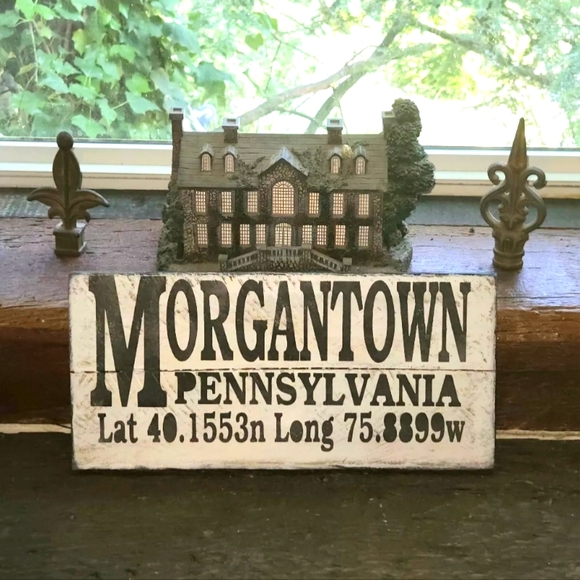 MORGANTOWN
PENNSYLVANIA
Lat 40.1553n Long 75.8899w